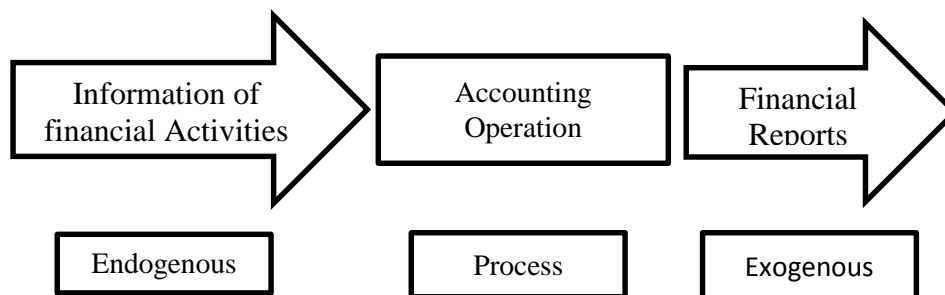 Information of
financial Activities
Accounting
Operation
Financial
Reports
Endogenous
Process
Exogenous